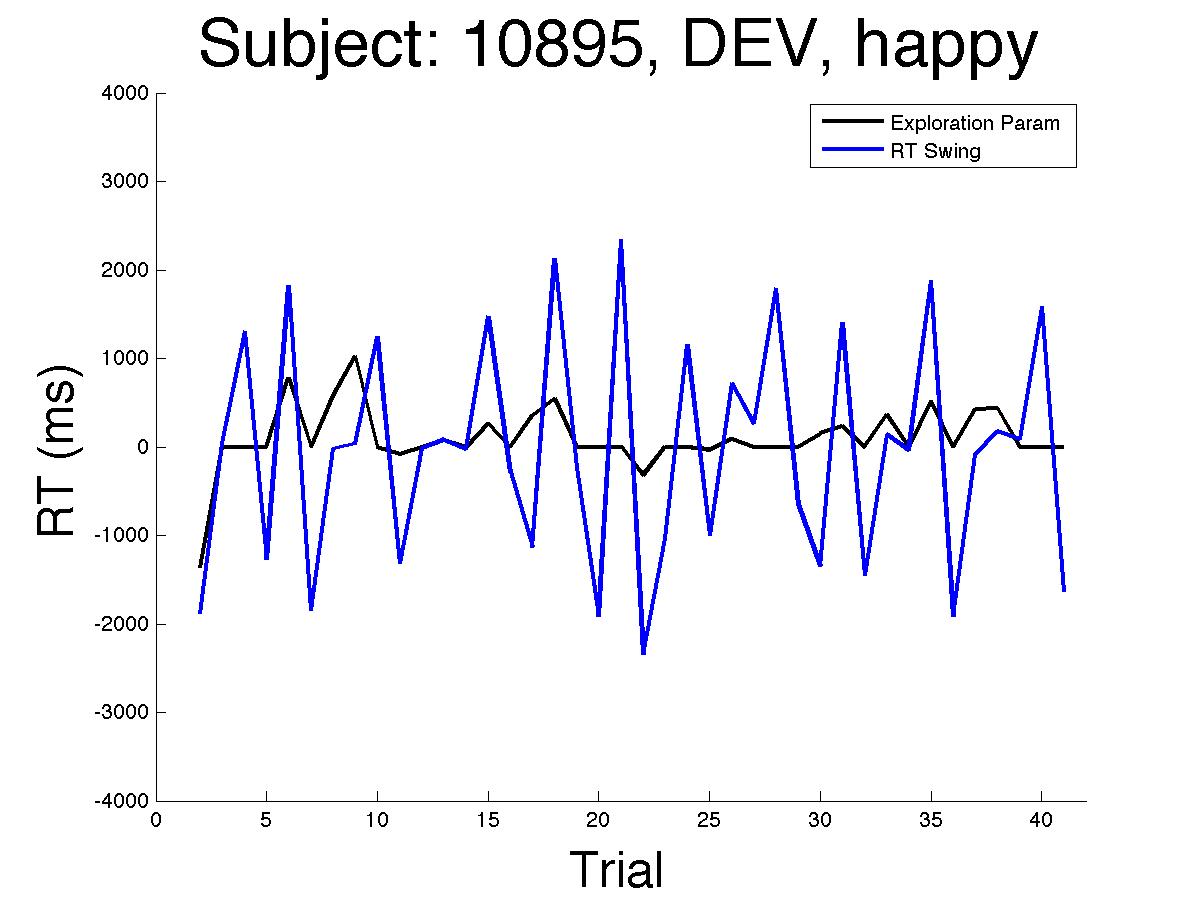 Subject: 10895, DEV, happy
4000
3000
2000
1000
0
-1000
-2000
-3000
-4000
RT (ms)
Exploration Param
RT Swing
0 5 10 15 20 25 30 35 40
Trial